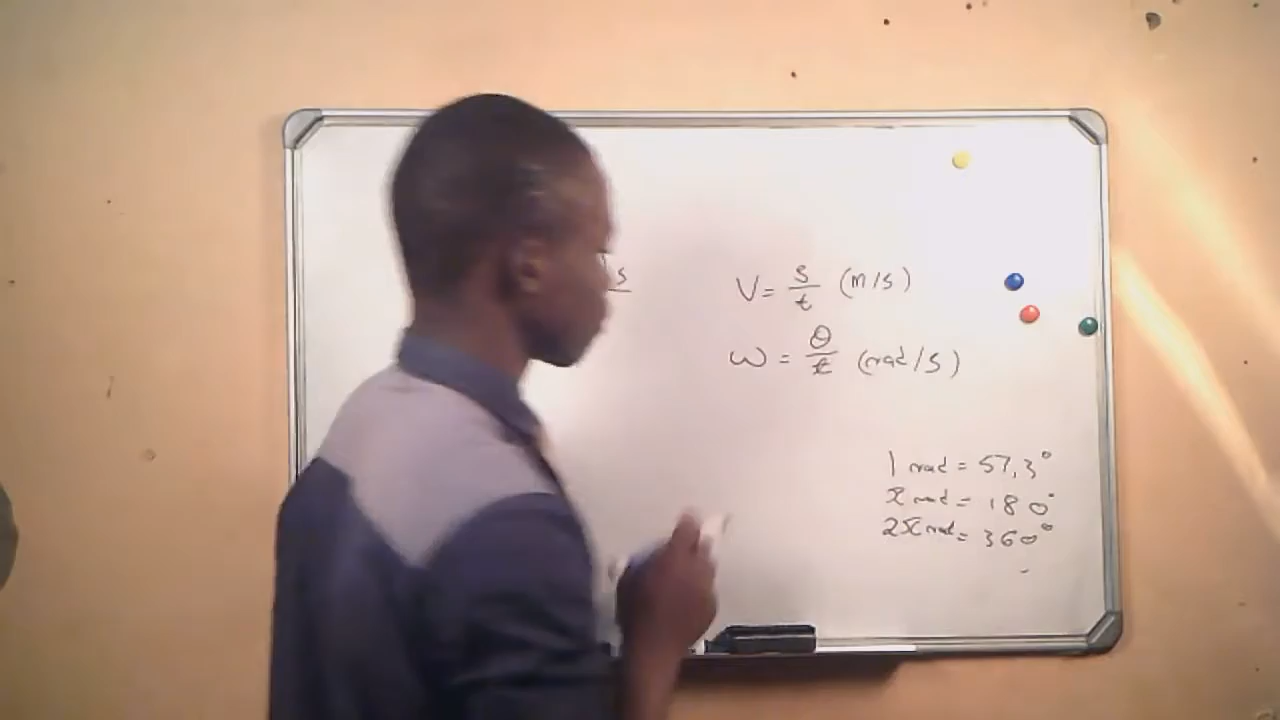 s
V = s/t (m/s)
ω = θ/t (rad/s)
1 rad = 57,3°
π rad = 180°
2π rad = 360°